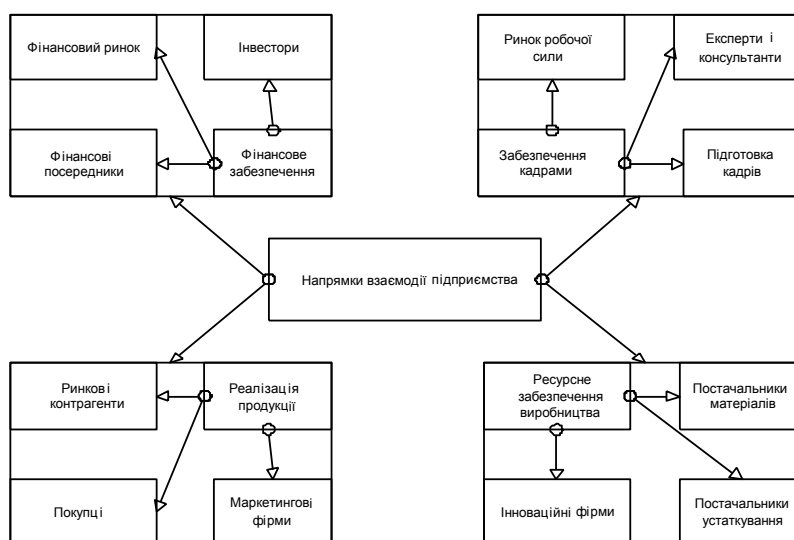 Фінансовий ринок
Інвестори
Фінансові
посередники
Фінансове
забезпечення
Ринок робочої
сили
Експерти і
консультанти
Забезпечення
кадрами
Підготовка
кадрів
Напрямки взаємодії підприємства
Ринкові
контрагенти
Реалізація
продукції
Покупці
Маркетингові
фірми
Ресурсне
забезпечення
виробництва
Постачальники
матеріалів
Інноваційні фірми
Постачальники
устаткування